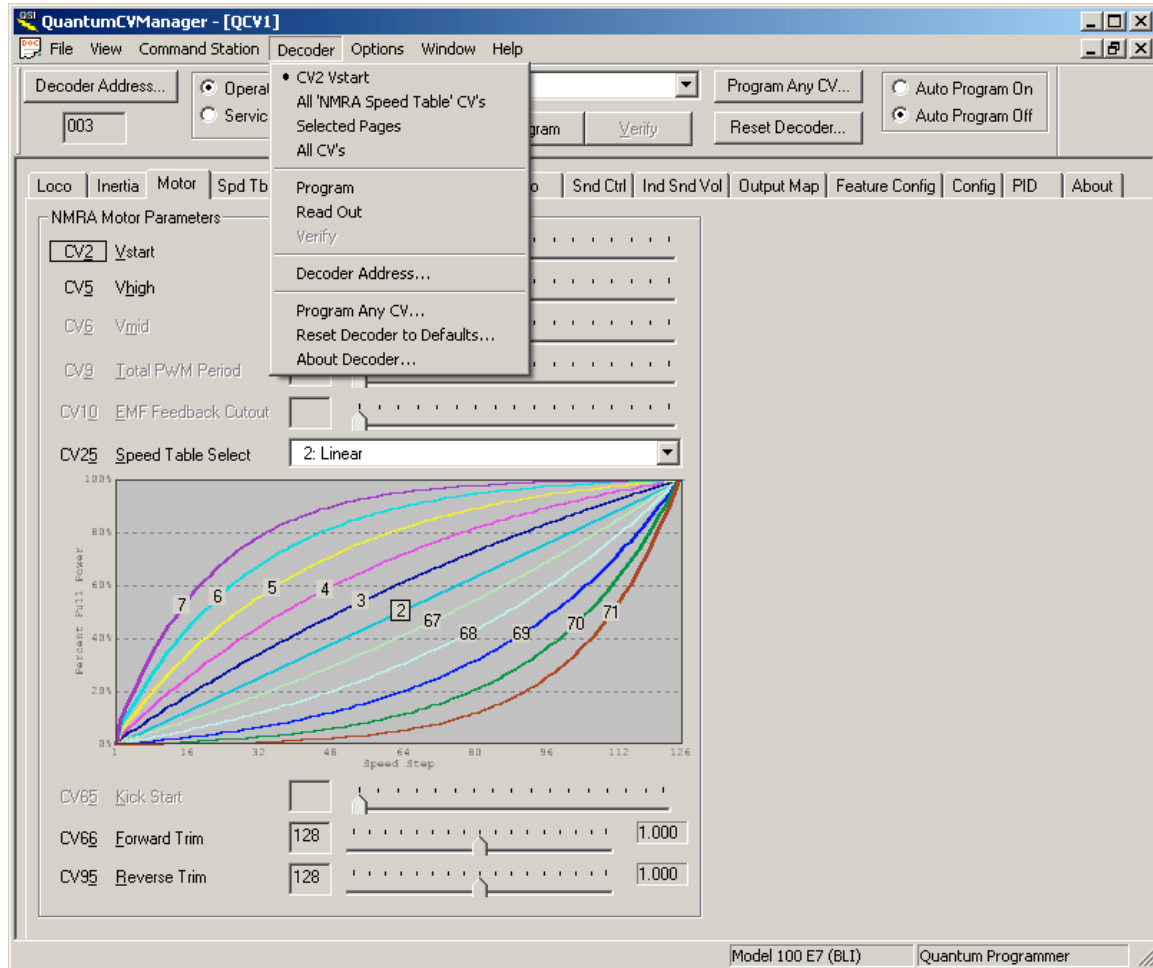 QuantumCVManager - [QCV1]
File View Command Station Decoder Options Window Help
Decoder Address...
003
Program Any CV...
Auto Program On
Verify
Reset Decoder...
Auto Program Off
CV2 Vstart
All 'NMRA Speed Table' CV's
Selected Pages
All CV's
Program
Read Out
Verify
Decoder Address...
Program Any CV...
Reset Decoder to Defaults...
About Decoder...
Loco Inertia Motor Snd Ctrl Ind Snd Vol Output Map Feature Config Config PID About
NMRA Motor Parameters
CV2 Vstart
CV5 Vhigh
CV6 Vmid
CV9 Total PWM Period
CV10 EMF Feedback Cutout
CV25 Speed Table Select 2: Linear
100%
80%
60%
40%
20%
0%
Percent Full Power
7 6 5 4 3 2 67 68 69 70 71
1 16 32 48 64 80 96 112 126
Speed Step
CV65 Kick Start
CV66 Forward Trim 128 1.000
CV95 Reverse Trim 128 1.000
Model 100 E7 (BLI) Quantum Programmer